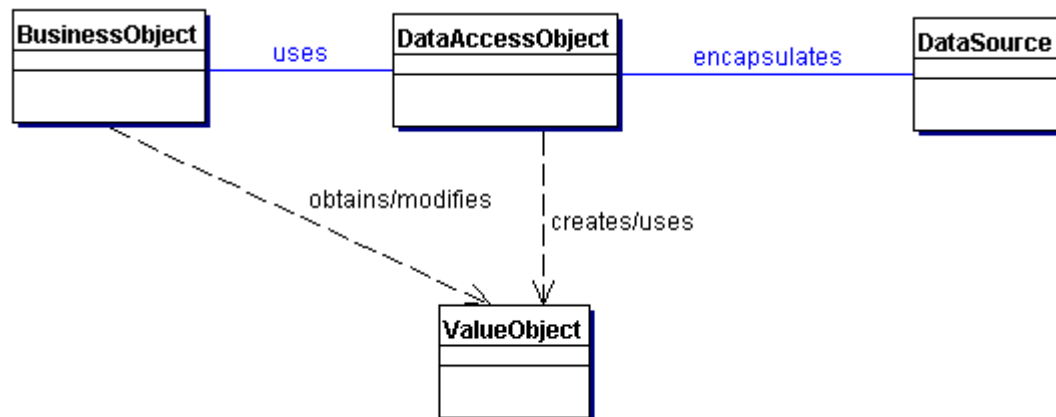 BusinessObject
uses
DataAccessObject
encapsulates
DataSource
obtains/modifies
creates/uses
ValueObject